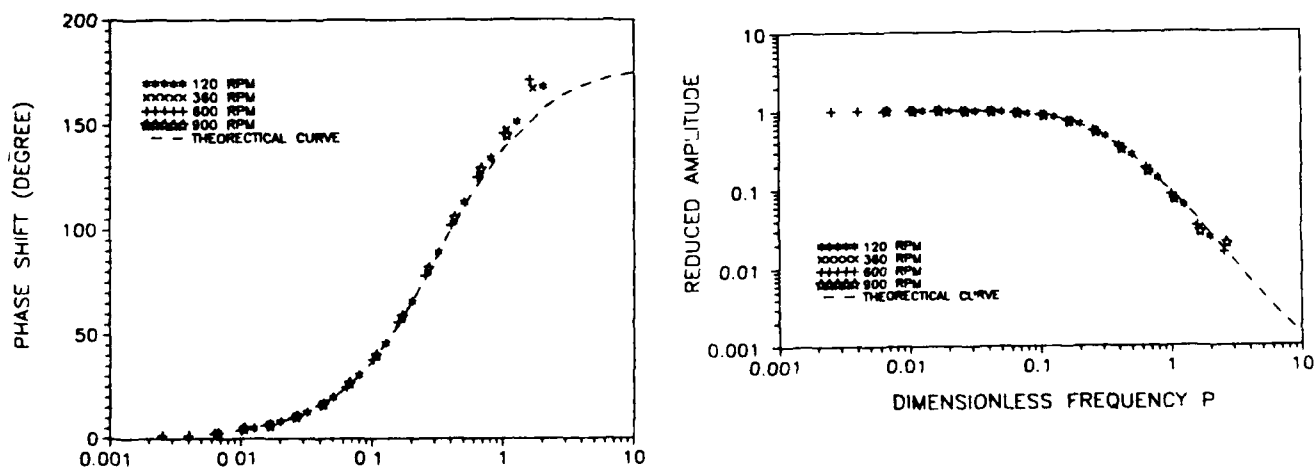 200
150
100
50
0
PHASE SHIFT (DEGREE)
***** 120 RPM
xxxxx 360 RPM
+++++ 600 RPM
☆☆☆☆☆ 900 RPM
- - THEORECTICAL CURVE
0.001
0 01
0 1
1
10
10
1
0.1
0.01
0.001
REDUCED AMPLITUDE
***** 120 RPM
xxxxx 360 RPM
+++++ 600 RPM
☆☆☆☆☆ 900 RPM
- - THEORECTICAL CURVE
0.001
0.01
0.1
1
10
DIMENSIONLESS FREQUENCY P